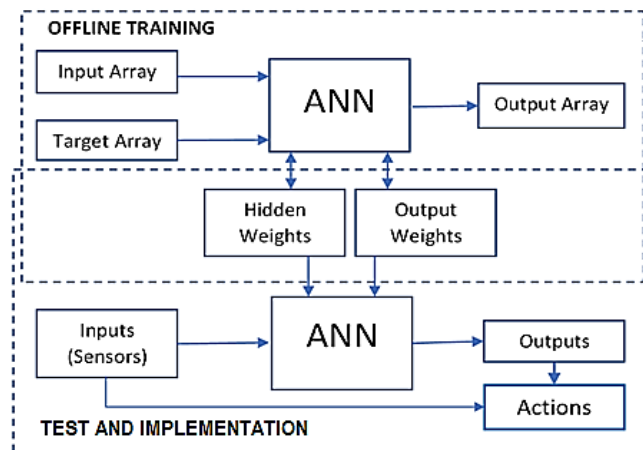 OFFLINE TRAINING
Input Array
ANN
Output Array
Target Array
Hidden
Weights
Output
Weights
Inputs
(Sensors)
ANN
Outputs
Actions
TEST AND IMPLEMENTATION